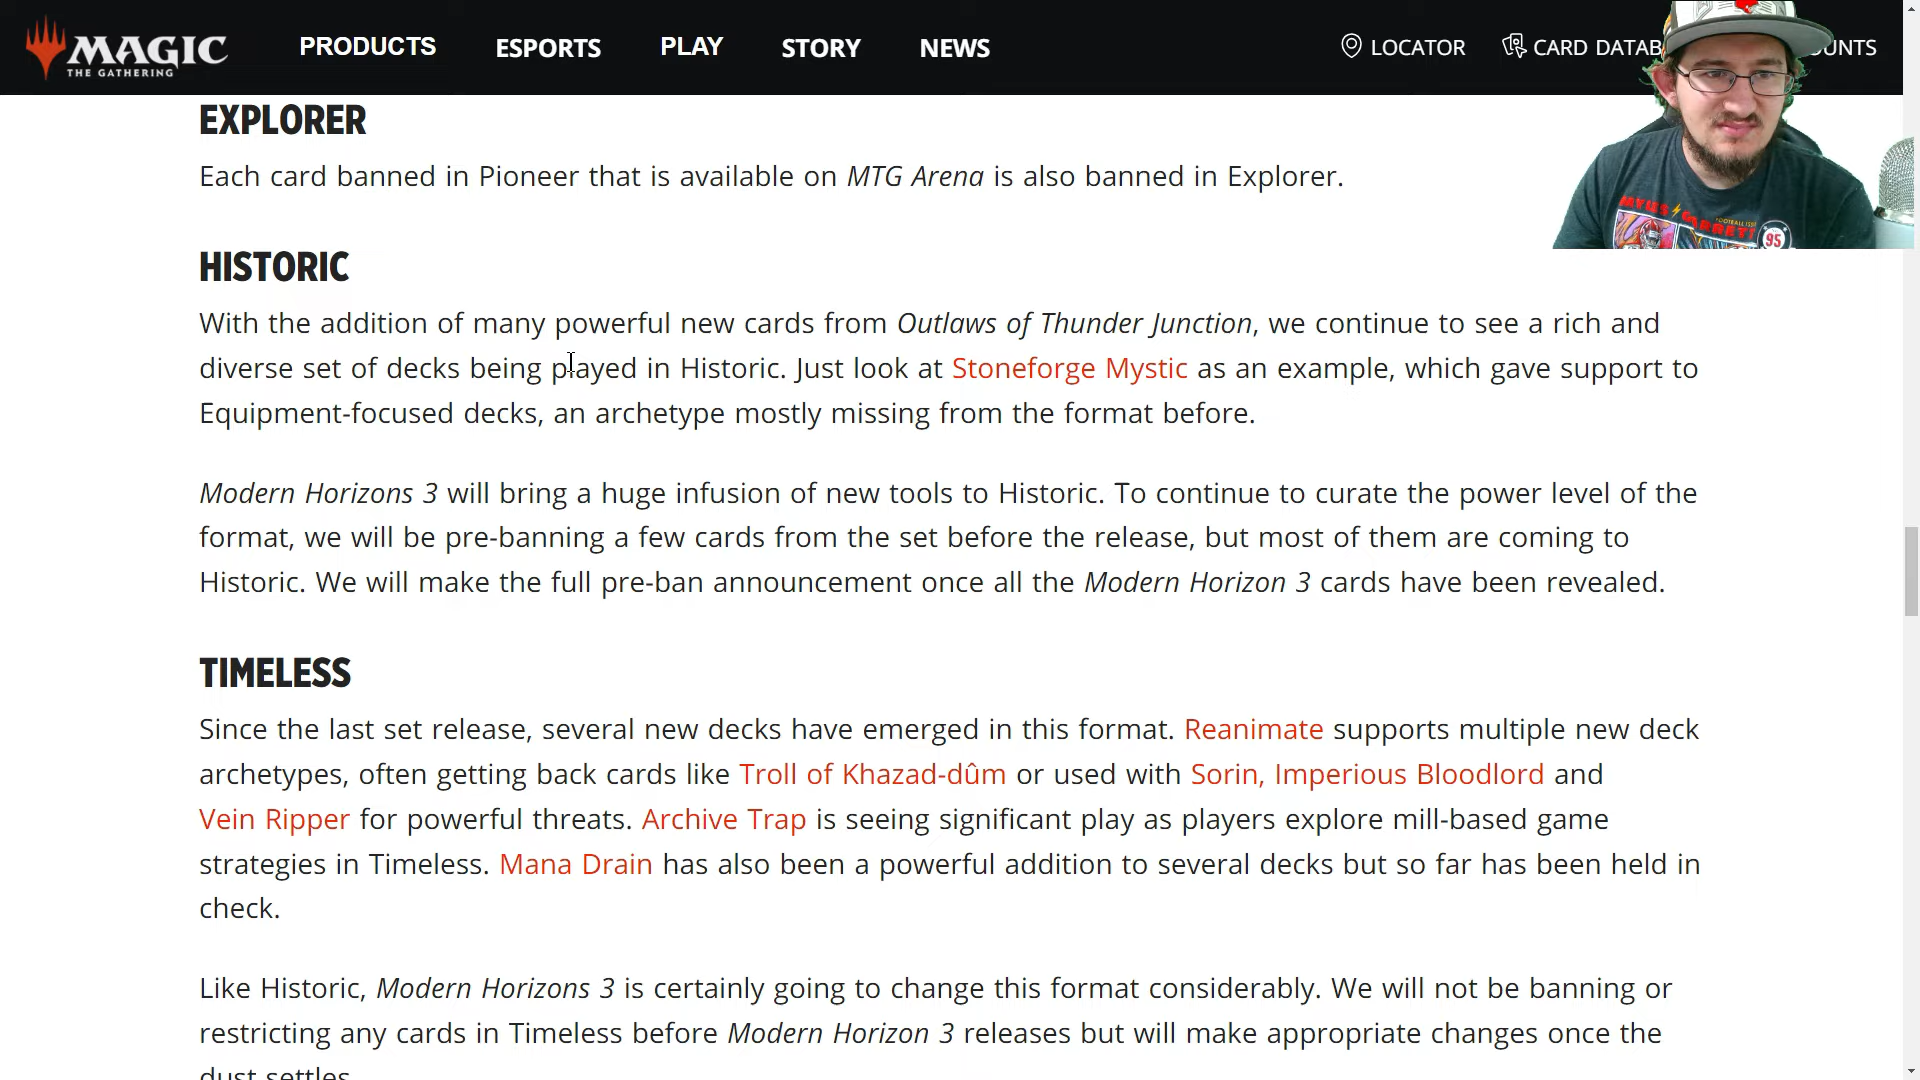 MAGIC
THE GATHERING
PRODUCTS
ESPORTS
PLAY
STORY
NEWS
LOCATOR
CARD DATAB
UNTS
EXPLORER
Each card banned in Pioneer that is available on MTG Arena is also banned in Explorer.
95
HISTORIC
With the addition of many powerful new cards from Outlaws of Thunder Junction, we continue to see a rich and
diverse set of decks being played in Historic. Just look at Stoneforge Mystic as an example, which gave support to
Equipment-focused decks, an archetype mostly missing from the format before.
Modern Horizons 3 will bring a huge infusion of new tools to Historic. To continue to curate the power level of the
format, we will be pre-banning a few cards from the set before the release, but most of them are coming to
Historic. We will make the full pre-ban announcement once all the Modern Horizon 3 cards have been revealed.
TIMELESS
Since the last set release, several new decks have emerged in this format. Reanimate supports multiple new deck
archetypes, often getting back cards like Troll of Khazad-dûm or used with Sorin, Imperious Bloodlord and
Vein Ripper for powerful threats. Archive Trap is seeing significant play as players explore mill-based game
strategies in Timeless. Mana Drain has also been a powerful addition to several decks but so far has been held in
check.
Like Historic, Modern Horizons 3 is certainly going to change this format considerably. We will not be banning or
restricting any cards in Timeless before Modern Horizon 3 releases but will make appropriate changes once the
dust settles.